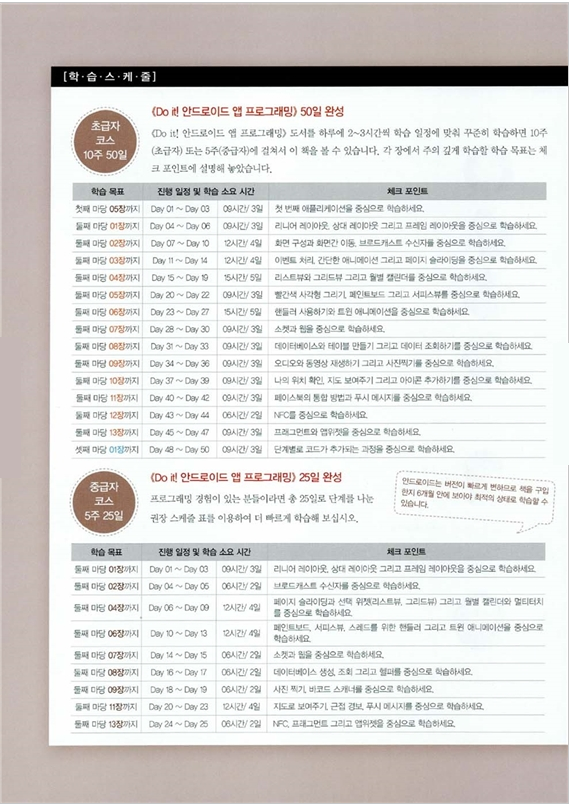 [학·습·스·케·줄]
초급자
코스
10주 50일
《Do it! 안드로이드 앱 프로그래밍》 50일 완성
《Do it! 안드로이드 앱 프로그래밍》 도서를 하루에 2~3시간씩 학습 일정에 맞춰 꾸준히 학습하면 10주
(초급자) 또는 5주(중급자)에 걸쳐서 이 책을 볼 수 있습니다. 각 장에서 주의 깊게 학습할 학습 목표는 체
크 포인트에 설명해 놓았습니다.
학습 목표 진행 일정 및 학습 소요 시간 체크 포인트
첫째 마당 05장까지 Day 01 ~ Day 03 09시간/ 3일 첫 번째 애플리케이션을 중심으로 학습하세요.
둘째 마당 01장까지 Day 04 ~ Day 06 09시간/ 3일 리니어 레이아웃, 상대 레이아웃 그리고 프레임 레이아웃을 중심으로 학습하세요.
둘째 마당 02장까지 Day 07 ~ Day 10 12시간/ 4일 화면 구성과 화면간 이동, 브로드캐스트 수신자를 중심으로 학습하세요.
둘째 마당 03장까지 Day 11 ~ Day 14 12시간/ 4일 이벤트 처리, 간단한 애니메이션 그리고 페이지 슬라이딩을 중심으로 학습하세요.
둘째 마당 04장까지 Day 15 ~ Day 19 15시간/ 5일 리스트뷰와 그리드뷰 그리고 월별 캘린더를 중심으로 학습하세요.
둘째 마당 05장까지 Day 20 ~ Day 22 09시간/ 3일 빨간색 사각형 그리기, 페인트보드 그리고 서피스뷰를 중심으로 학습하세요.
둘째 마당 06장까지 Day 23 ~ Day 27 15시간/ 5일 핸들러 사용하기와 트윈 애니메이션을 중심으로 학습하세요.
둘째 마당 07장까지 Day 28 ~ Day 30 09시간/ 3일 소켓과 웹을 중심으로 학습하세요.
둘째 마당 08장까지 Day 31 ~ Day 33 09시간/ 3일 데이터베이스와 테이블 만들기 그리고 데이터 조회하기를 중심으로 학습하세요.
둘째 마당 09장까지 Day 34 ~ Day 36 09시간/ 3일 오디오와 동영상 재생하기 그리고 사진찍기를 중심으로 학습하세요.
둘째 마당 10장까지 Day 37 ~ Day 39 09시간/ 3일 나의 위치 확인, 지도 보여주기 그리고 아이콘 추가하기를 중심으로 학습하세요.
둘째 마당 11장까지 Day 40 ~ Day 42 09시간/ 3일 페이스북의 통합 방법과 푸시 메시지를 중심으로 학습하세요.
둘째 마당 12장까지 Day 43 ~ Day 44 06시간/ 2일 NFC를 중심으로 학습하세요.
둘째 마당 13장까지 Day 45 ~ Day 47 09시간/ 3일 프래그먼트와 앱위젯을 중심으로 학습하세요.
셋째 마당 01장까지 Day 48 ~ Day 50 09시간/ 3일 단계별로 코드가 추가되는 과정을 중심으로 학습하세요.
중급자
코스
5주 25일
《Do it! 안드로이드 앱 프로그래밍》 25일 완성
프로그래밍 경험이 있는 분들이라면 총 25일로 단계를 나눈
권장 스케줄 표를 이용하여 더 빠르게 학습해 보십시오.
안드로이드는 버전이 빠르게 변하므로 책을 구입
한지 6개월 안에 보아야 최적의 상태로 학습할 수
있습니다.
학습 목표 진행 일정 및 학습 소요 시간 체크 포인트
둘째 마당 01장까지 Day 01 ~ Day 03 09시간/ 3일 리니어 레이아웃, 상대 레이아웃 그리고 프레임 레이아웃을 중심으로 학습하세요.
둘째 마당 02장까지 Day 04 ~ Day 05 06시간/ 2일 브로드캐스트 수신자를 중심으로 학습하세요.
둘째 마당 04장까지 Day 06 ~ Day 09 12시간/ 4일 페이지 슬라이딩과 선택 위젯(리스트뷰, 그리드뷰) 그리고 월별 캘린더와 멀티터치
를 중심으로 학습하세요.
둘째 마당 06장까지 Day 10 ~ Day 13 12시간/ 4일 페인트보드, 서피스뷰, 스레드를 위한 핸들러 그리고 트윈 애니메이션을 중심으로
학습하세요.
둘째 마당 07장까지 Day 14 ~ Day 15 06시간/ 2일 소켓과 웹을 중심으로 학습하세요.
둘째 마당 08장까지 Day 16 ~ Day 17 06시간/ 2일 데이터베이스 생성, 조회 그리고 헬퍼를 중심으로 학습하세요.
둘째 마당 09장까지 Day 18 ~ Day 19 06시간/ 2일 사진 찍기, 바코드 스캐너를 중심으로 학습하세요.
둘째 마당 11장까지 Day 20 ~ Day 23 12시간/ 4일 지도로 보여주기, 근접 경보, 푸시 메시지를 중심으로 학습하세요.
둘째 마당 13장까지 Day 24 ~ Day 25 06시간/ 2일 NFC, 프래그먼트 그리고 앱위젯을 중심으로 학습하세요.